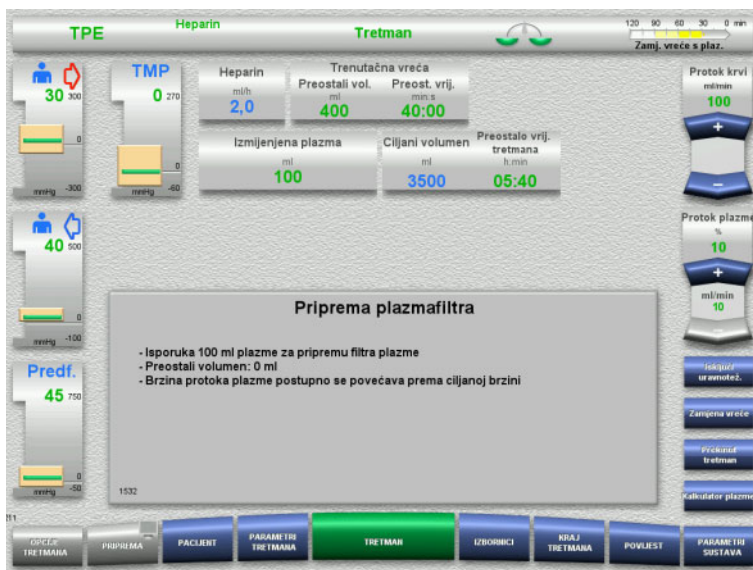 TPE
Heparin
Tretman
120 90 60 30 0 min
Zamj. vreće s plaz.
30 300
0
mmHg -300
TMP
0 270
0
mmHg -60
Heparin
ml/h
2,0
Trenutačna vreća
Preostali vol. Preost. vrij.
ml min:s
400 40:00
Izmijenjena plazma
ml
100
Ciljani volumen
ml
3500
Preostalo vrij.
tretmana
h:min
05:40
Protok krvi
ml/min
100
+
–
40 500
0
mmHg -100
Protok plazme
%
10
+
ml/min
10
–
Predf.
45 750
0
mmHg -50
Priprema plazmafiltra
- Isporuka 100 ml plazme za pripremu filtra plazme
- Preostali volumen: 0 ml
- Brzina protoka plazme postupno se povećava prema ciljanoj brzini
1532
Isključi
uravnotež.
Zamjena vreće
Prekinut
tretman
Kalkulator plazme
OPCIJE
TRETMANA
PRIPREMA
PACIJENT
PARAMETRI
TRETMANA
TRETMAN
IZBORNICI
KRAJ
TRETMANA
POVIJEST
PARAMETRI
SUSTAVA